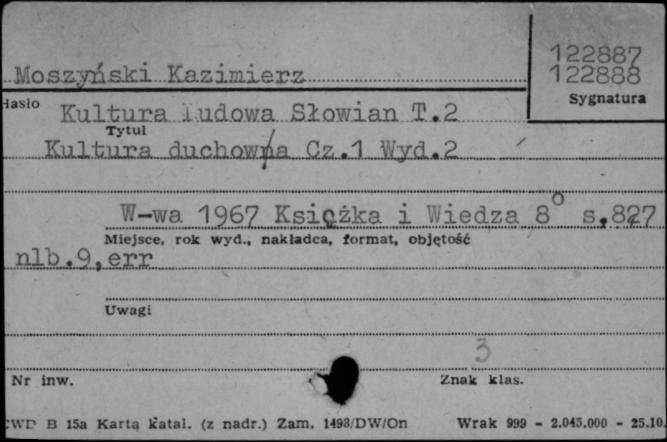 122887
122888
Moszyński Kazimierz
Sygnatura
Hasło
Kultura ludowa Słowian T.2
Tytuł
Kultura duchowna Cz.1 Wyd.2
W-wa 1967 Książka i Wiedza 8° s.827
Miejsce, rok wyd., nakładca, format, objętość
nlb.9,err
Uwagi
3
Nr inw.
Znak klas.
CWD B 15a Karta katal. (z nadr.) Zam. 1493/DW/On Wrak 999 - 2.045.000 - 25.10.